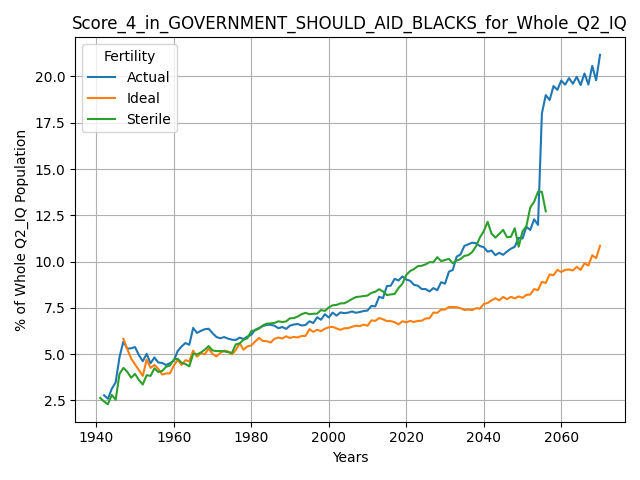 Score_4_in_GOVERNMENT_SHOULD_AID_BLACKS_for_Whole_Q2_IQ
Fertility
Actual
Ideal
Sterile
% of Whole Q2_IQ Population
20.0
17.5
15.0
12.5
10.0
7.5
5.0
2.5
1940 1960 1980 2000 2020 2040 2060
Years